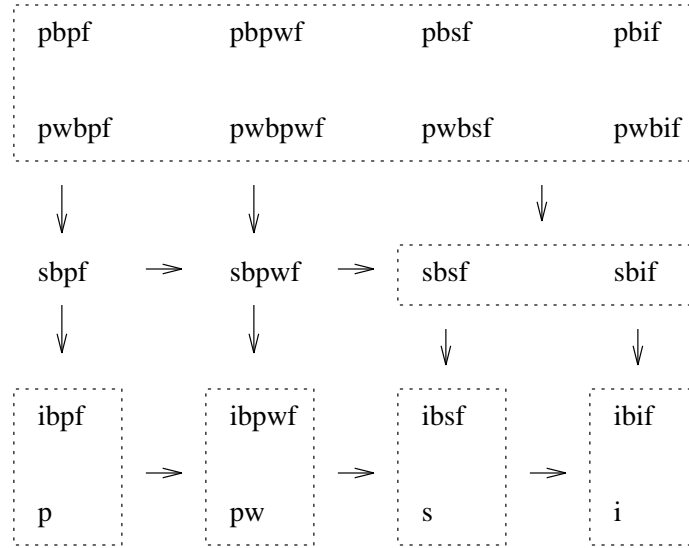 pbpf pbpwf pbsf pbif
pwbpf pwbpwf pwbsf pwbif
sbpf sbpwf sbsf sbif
ibpf ibpwf ibsf ibif
p pw s i